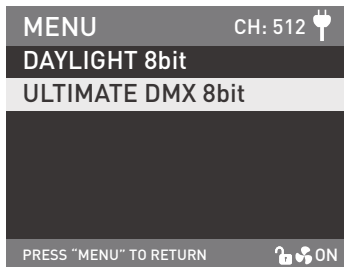 MENU CH: 512
DAYLIGHT 8bit
ULTIMATE DMX 8bit
PRESS “MENU” TO RETURN ON